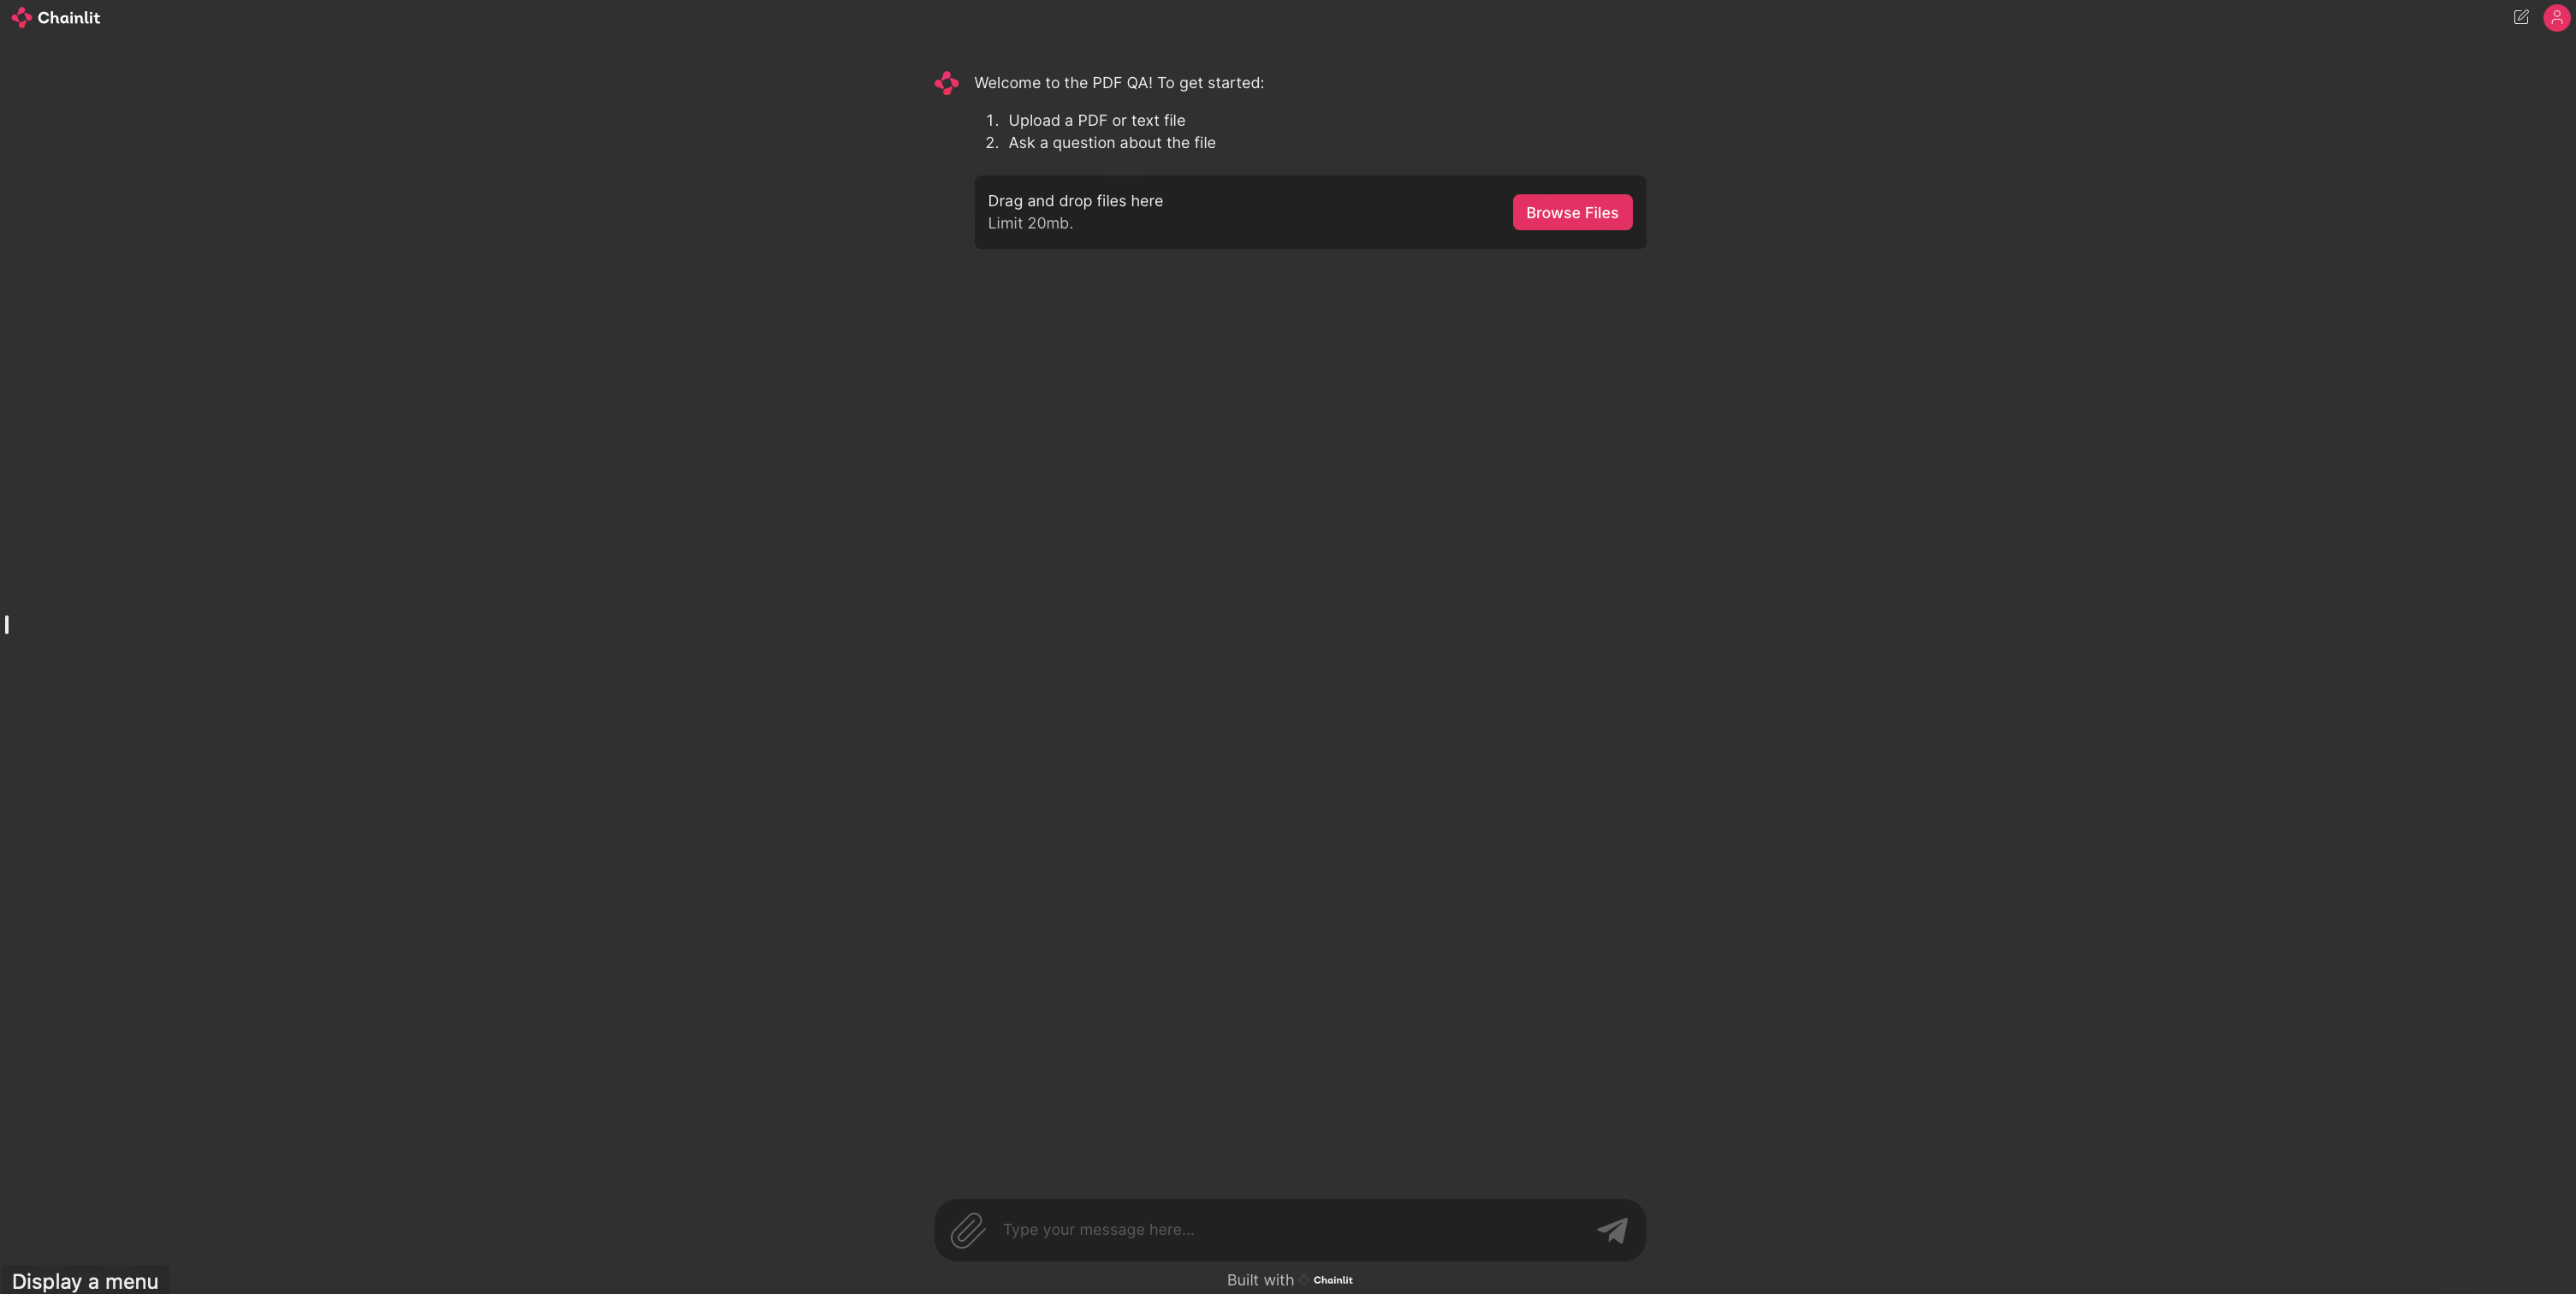 Chainlit
Welcome to the PDF QA! To get started:
1. Upload a PDF or text file
2. Ask a question about the file
Drag and drop files here
Limit 20mb.
Browse Files
Type your message here...
Built with Chainlit
Display a menu